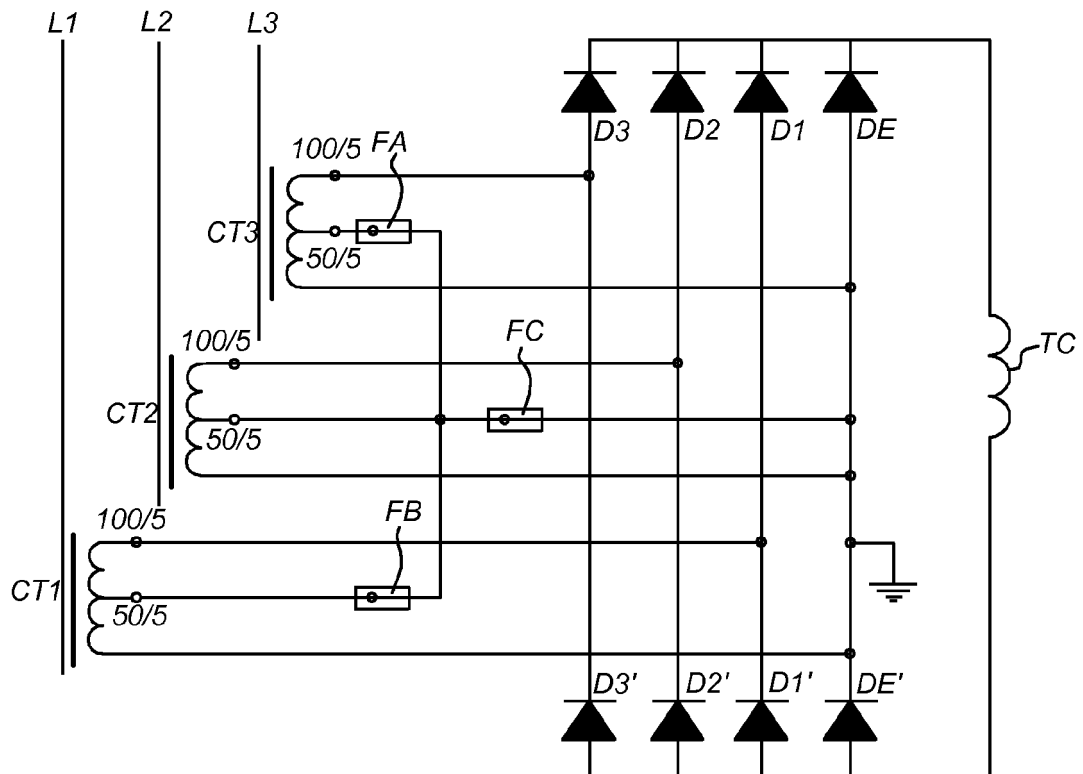 L1
L2
L3
D3
D2
D1
DE
100/5
FA
CT3
50/5
100/5
FC
TC
CT2
50/5
100/5
FB
CT1
50/5
D3'
D2'
D1'
DE'